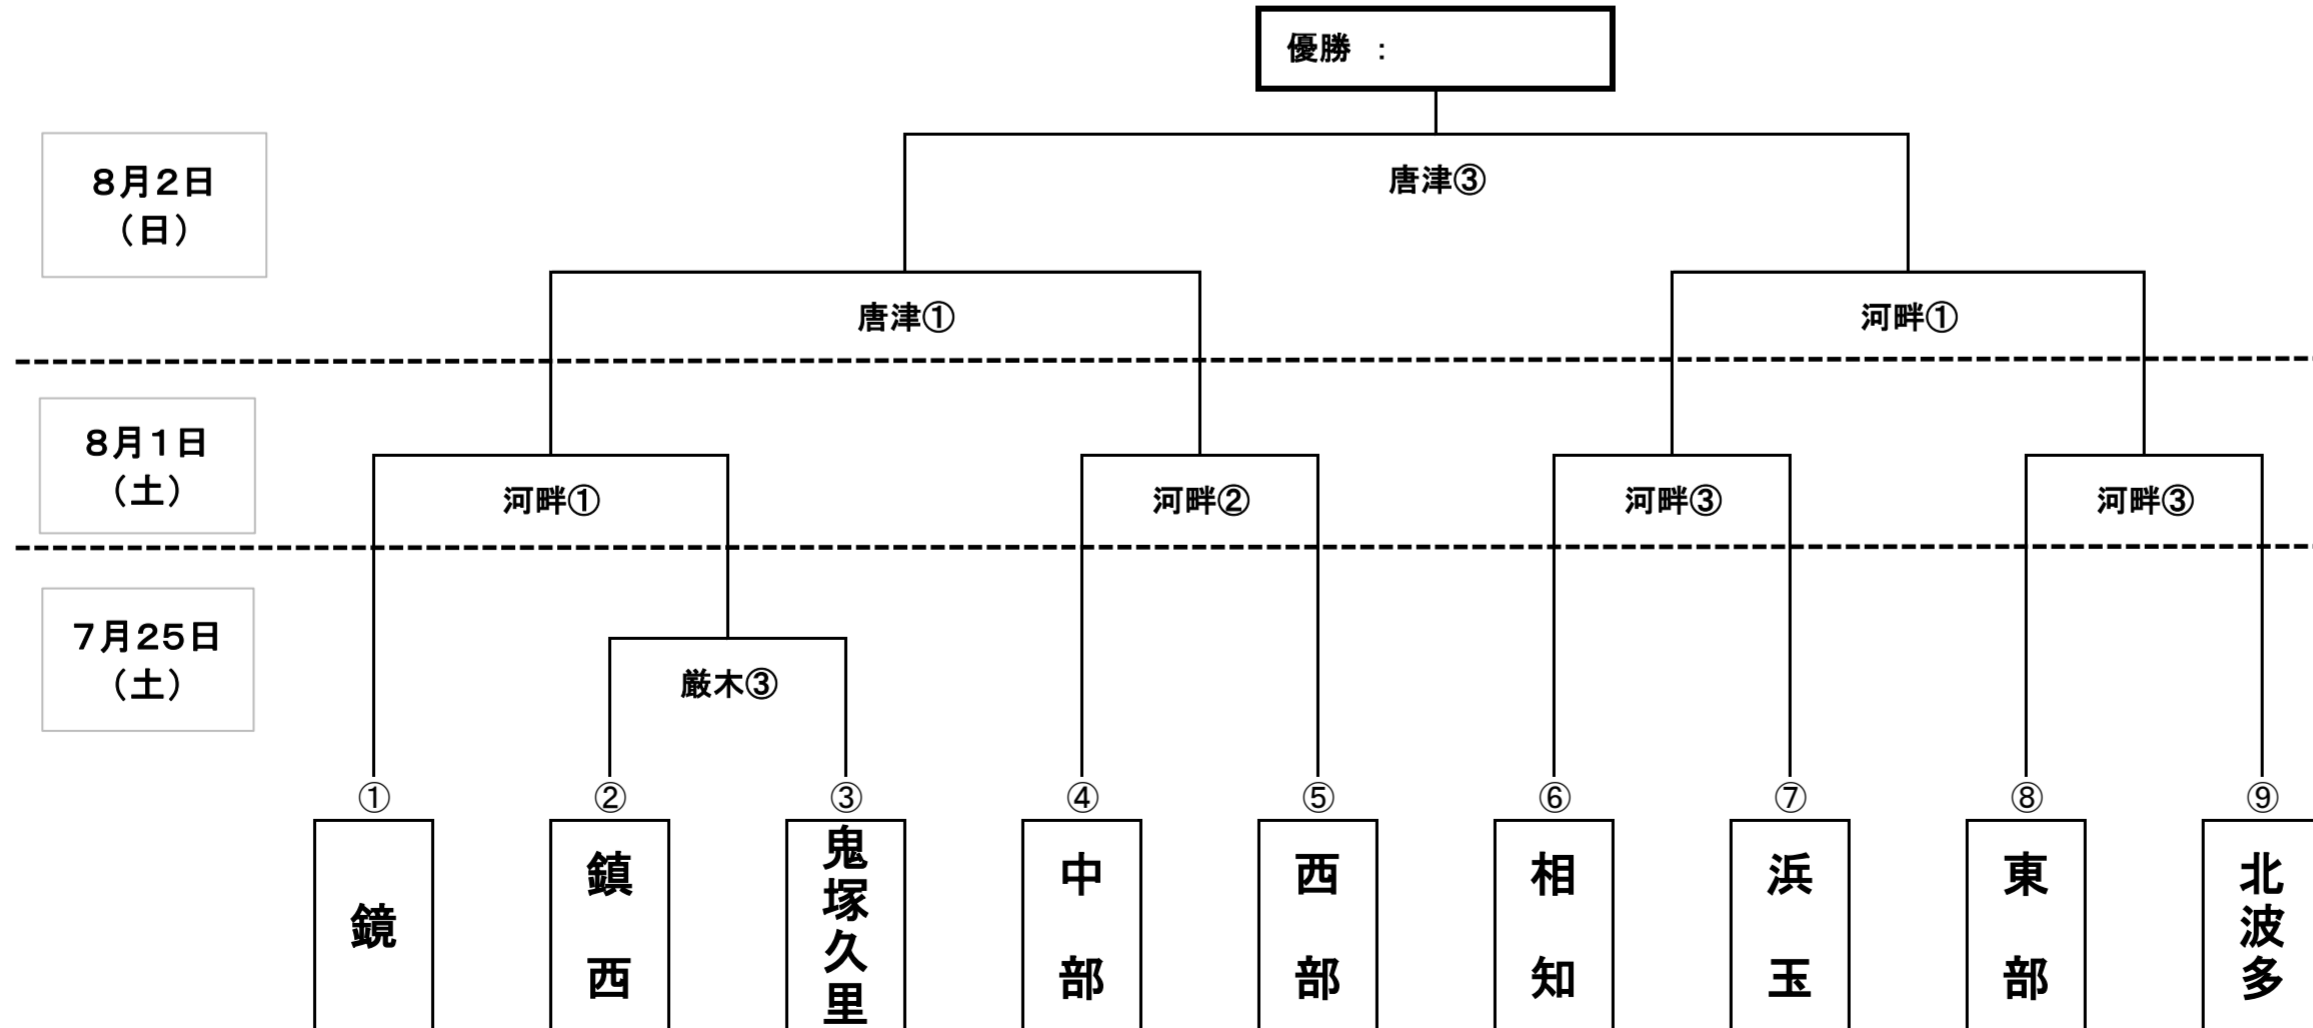 優勝 ：
唐津③
8月2日
（日）
唐津①
河畔①
8月1日
（土）
河畔①
河畔②
河畔③
河畔③
7月25日
（土）
厳木③
①
②
③
④
⑤
⑥
⑦
⑧
⑨
鏡
鎮西
鬼塚久里
中部
西部
相知
浜玉
東部
北波多